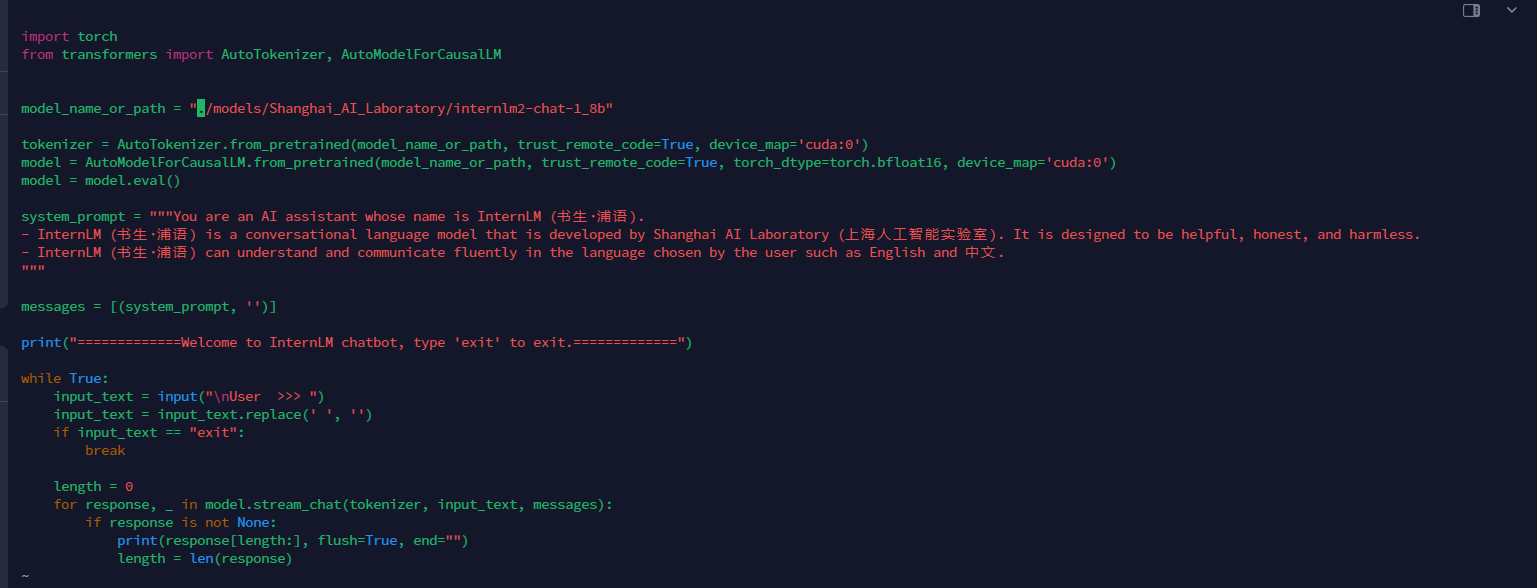 import torch
from transformers import AutoTokenizer, AutoModelForCausalLM
model_name_or_path = "./models/Shanghai_AI_Laboratory/internlm2-chat-1_8b"
tokenizer = AutoTokenizer.from_pretrained(model_name_or_path, trust_remote_code=True, device_map='cuda:0')
model = AutoModelForCausalLM.from_pretrained(model_name_or_path, trust_remote_code=True, torch_dtype=torch.bfloat16, device_map='cuda:0')
model = model.eval()
system_prompt = """You are an AI assistant whose name is InternLM (书生·浦语).
- InternLM (书生·浦语) is a conversational language model that is developed by Shanghai AI Laboratory (上海人工智能实验室). It is designed to be helpful, honest, and harmless.
- InternLM (书生·浦语) can understand and communicate fluently in the language chosen by the user such as English and 中文.
"""
messages = [(system_prompt, '')]
print("=============Welcome to InternLM chatbot, type 'exit' to exit.=============")
while True:
    input_text = input("\nUser  >>> ")
    input_text = input_text.replace(' ', '')
    if input_text == "exit":
        break
    length = 0
    for response, _ in model.stream_chat(tokenizer, input_text, messages):
        if response is not None:
            print(response[length:], flush=True, end="")
            length = len(response)
~